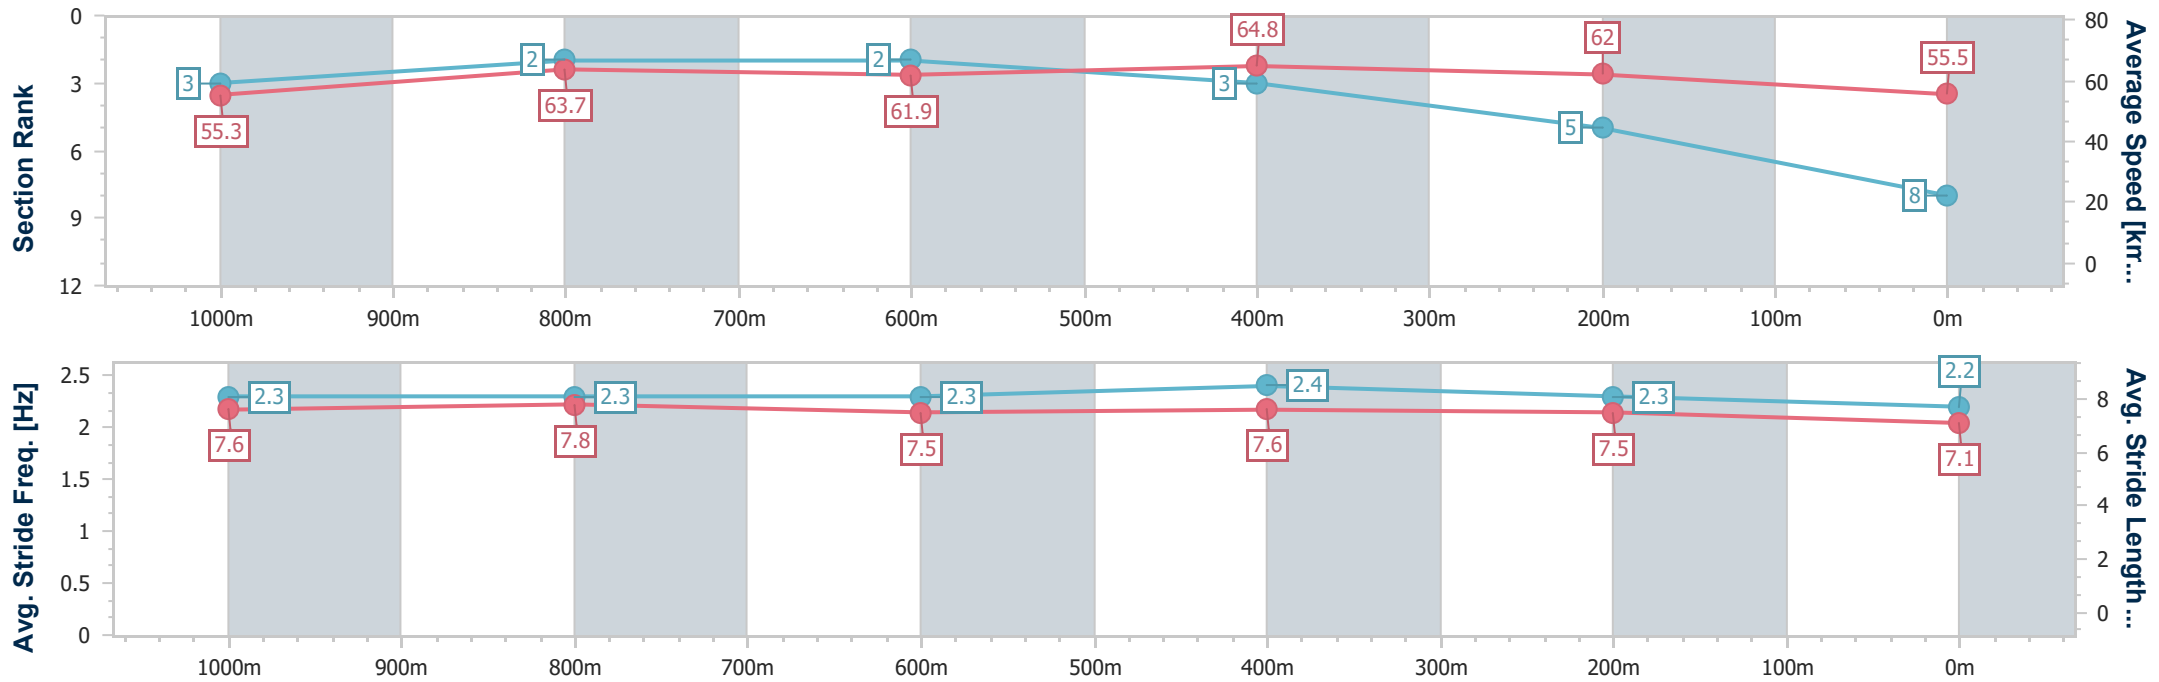 Section Rank
0
3
6
9
12
3
2
2
3
5
8
55.3
63.7
61.9
64.8
62
55.5
80
60
40
20
0
Average Speed [km...
1000m
900m
800m
700m
600m
500m
400m
300m
200m
100m
0m
Avg. Stride Freq. [Hz]
2.5
2
1.5
1
0.5
0
2.3
2.3
2.3
2.4
2.3
2.2
7.6
7.8
7.5
7.6
7.5
7.1
8
6
4
2
0
Avg. Stride Length ...
1000m
900m
800m
700m
600m
500m
400m
300m
200m
100m
0m